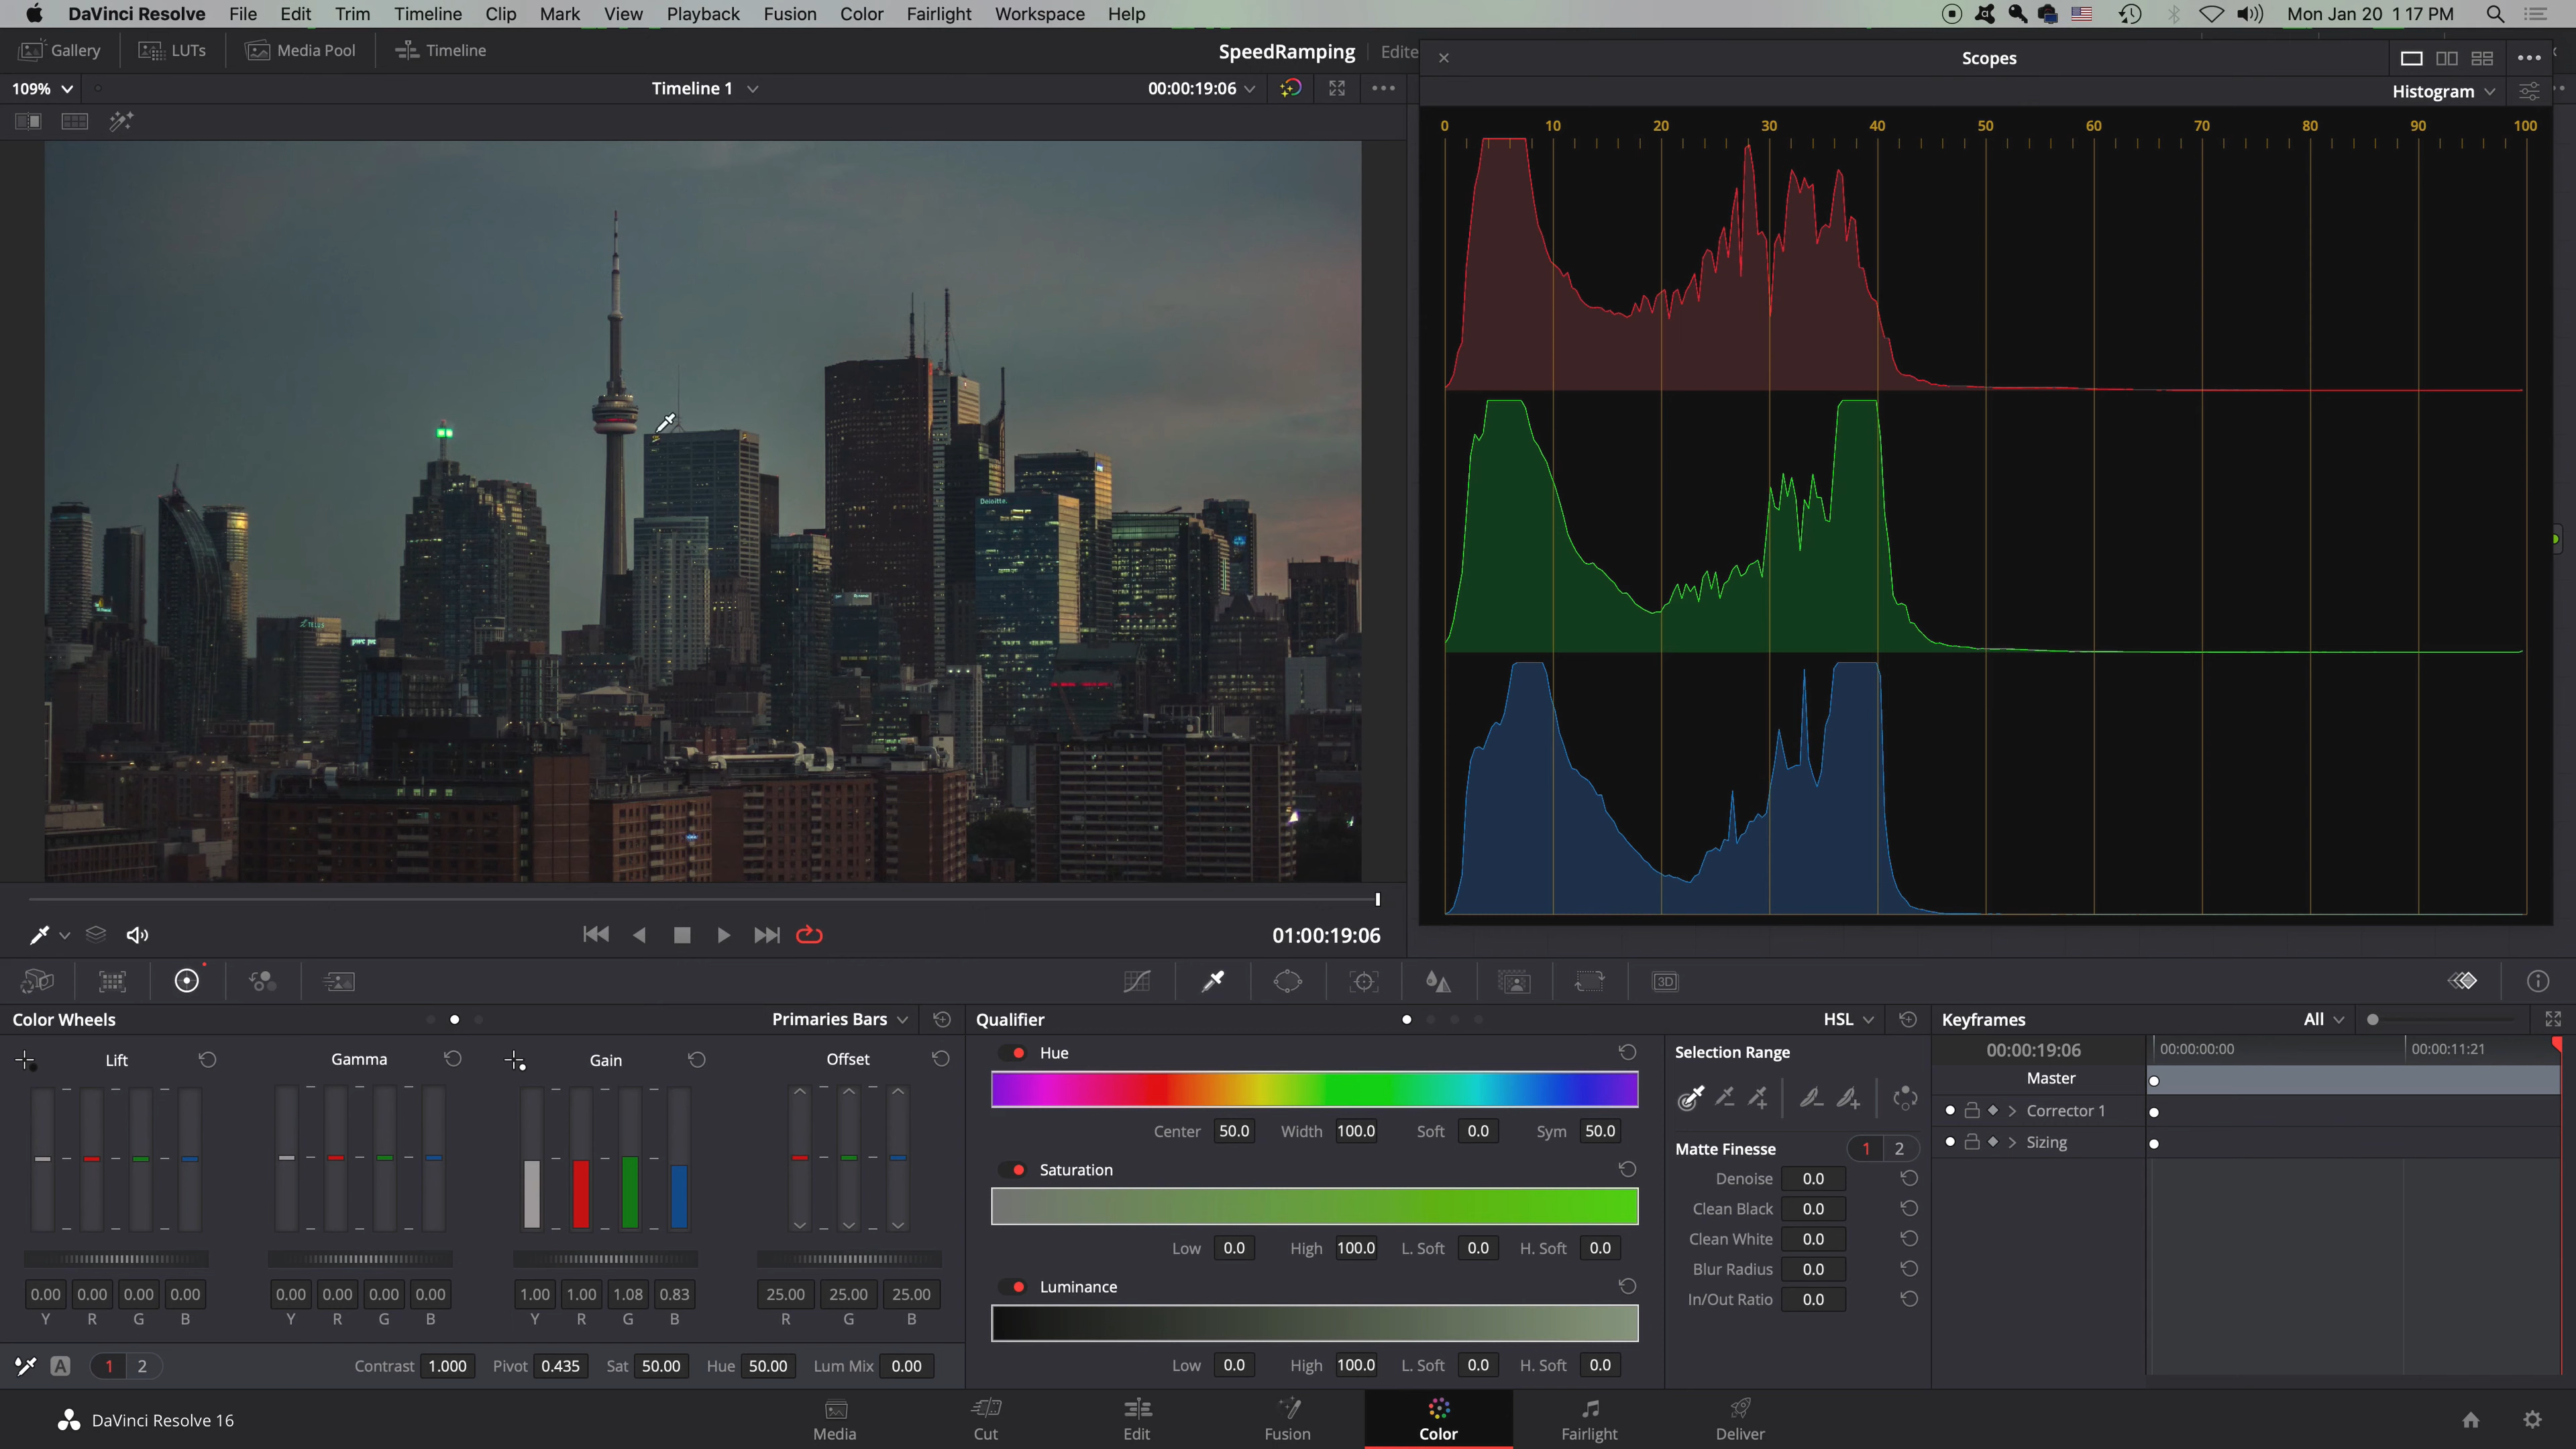 DaVinci Resolve File Edit Trim Timeline Clip Mark View Playback Fusion Color Fairlight Workspace Help Mon Jan 20 1 17 PM
Gallery LUTs Media Pool Timeline SpeedRamping Edite
Scopes
109% Timeline 1 00:00:19:06
Histogram
0 10 20 30 40 50 60 70 80 90 100
Deloitte.
01:00:19:06
Color Wheels Primaries Bars Qualifier HSL Keyframes All
Lift Gamma Gain Offset
Hue
Center 50.0 Width 100.0 Soft 0.0 Sym 50.0
Saturation
Low 0.0 High 100.0 L. Soft 0.0 H. Soft 0.0
Luminance
Low 0.0 High 100.0 L. Soft 0.0 H. Soft 0.0
Selection Range
Matte Finesse 1 2
Denoise 0.0
Clean Black 0.0
Clean White 0.0
Blur Radius 0.0
In/Out Ratio 0.0
00:00:19:06 00:00:00:00 00:00:11:21
Master
Corrector 1
Sizing
0.00 0.00 0.00 0.00 0.00 0.00 0.00 0.00 1.00 1.00 1.08 0.83 25.00 25.00 25.00
Y R G B Y R G B Y R G B R G B
A 1 2 Contrast 1.000 Pivot 0.435 Sat 50.00 Hue 50.00 Lum Mix 0.00
3D
DaVinci Resolve 16
Media Cut Edit Fusion Color Fairlight Deliver